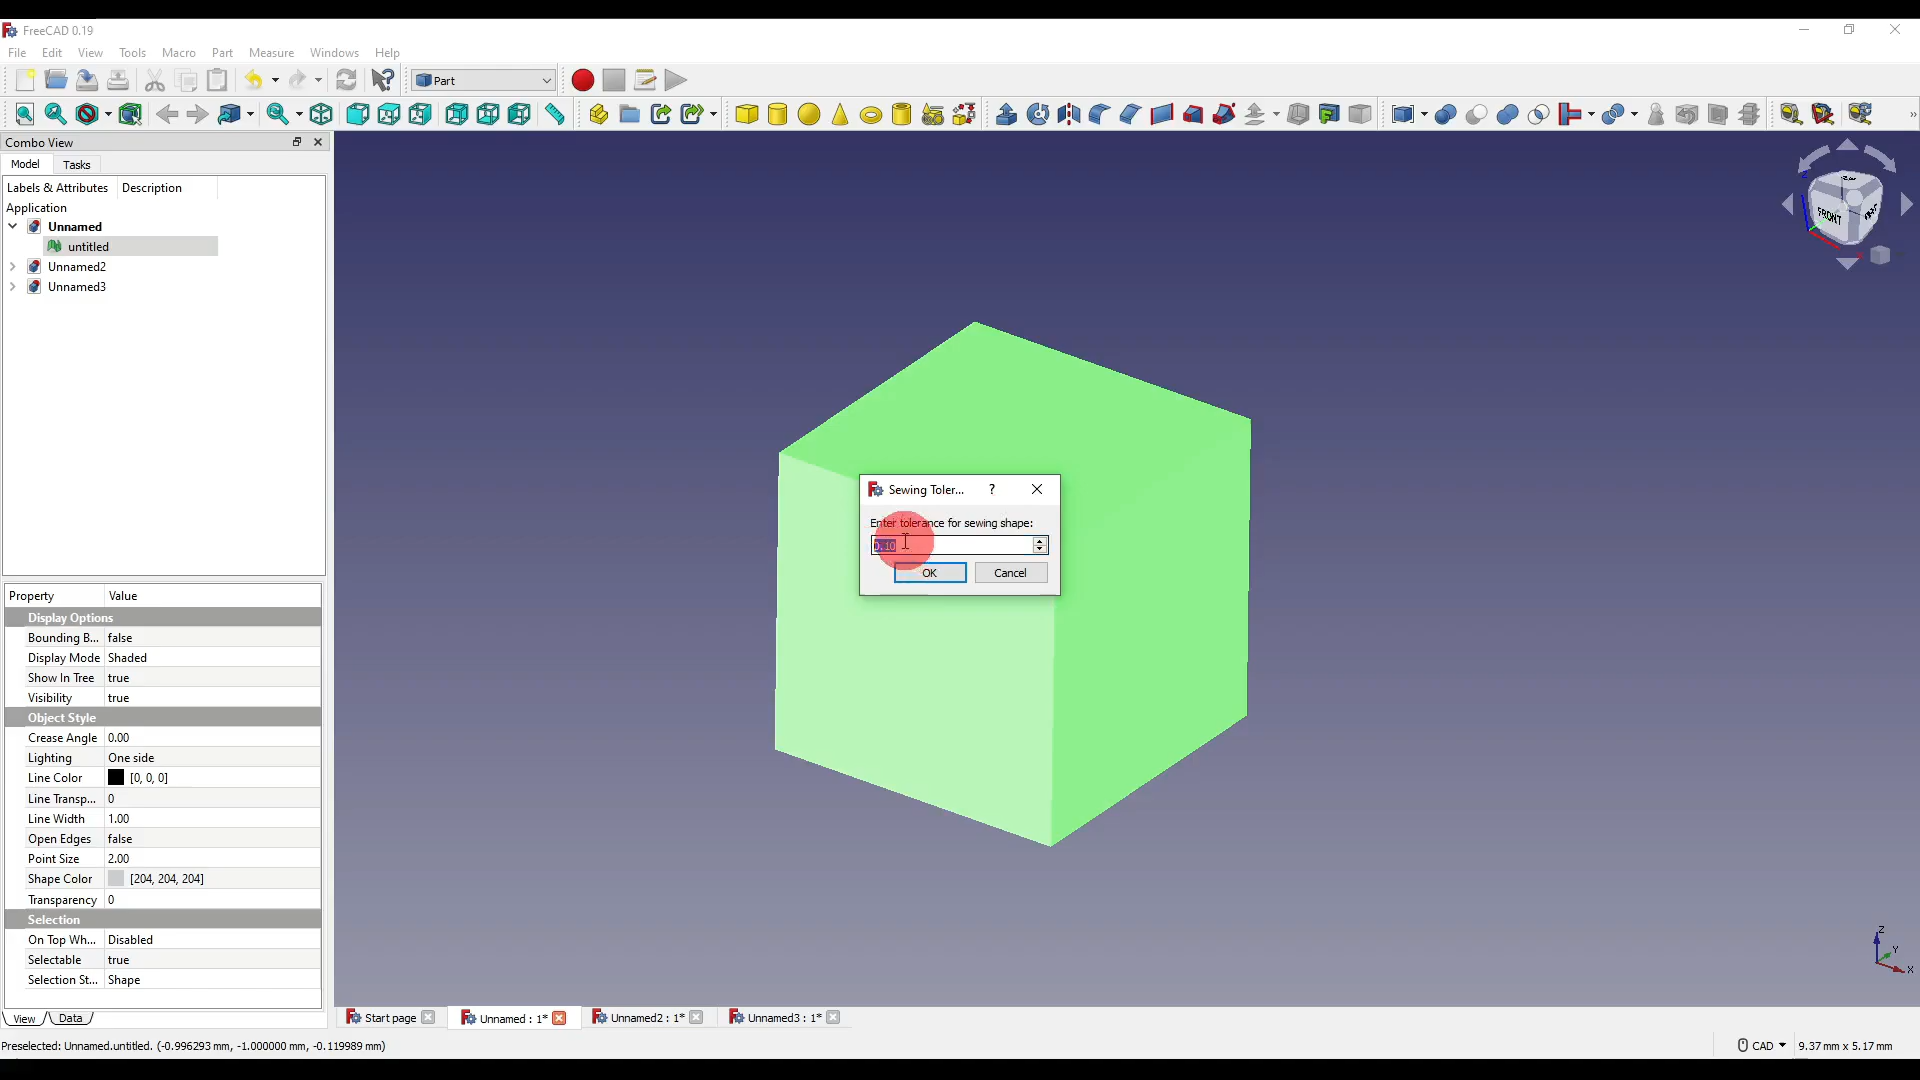 FreeCAD 0.19
File Edit View Tools Macro Part Measure Windows Help
Part
Combo View
Model Tasks
Labels & Attributes Description
Application
Unnamed
untitled
Unnamed2
Unnamed3
FRONT
Sewing Toler... ?
Enter tolerance for sewing shape:
0.10
OK Cancel
Property Value
Display Options
Bounding B... false
Display Mode Shaded
Show In Tree true
Visibility true
Object Style
Crease Angle 0.00
Lighting One side
Line Color [0, 0, 0]
Line Transp... 0
Line Width 1.00
Open Edges false
Point Size 2.00
Shape Color [204, 204, 204]
Transparency 0
Selection
On Top Wh... Disabled
Selectable true
Selection St... Shape
Z
Y
X
View Data
Start page Unnamed : 1* Unnamed2 : 1* Unnamed3 : 1*
Preselected: Unnamed.untitled. (-0.996293 mm, -1.000000 mm, -0.119989 mm)
CAD 9.37 mm x 5.17 mm